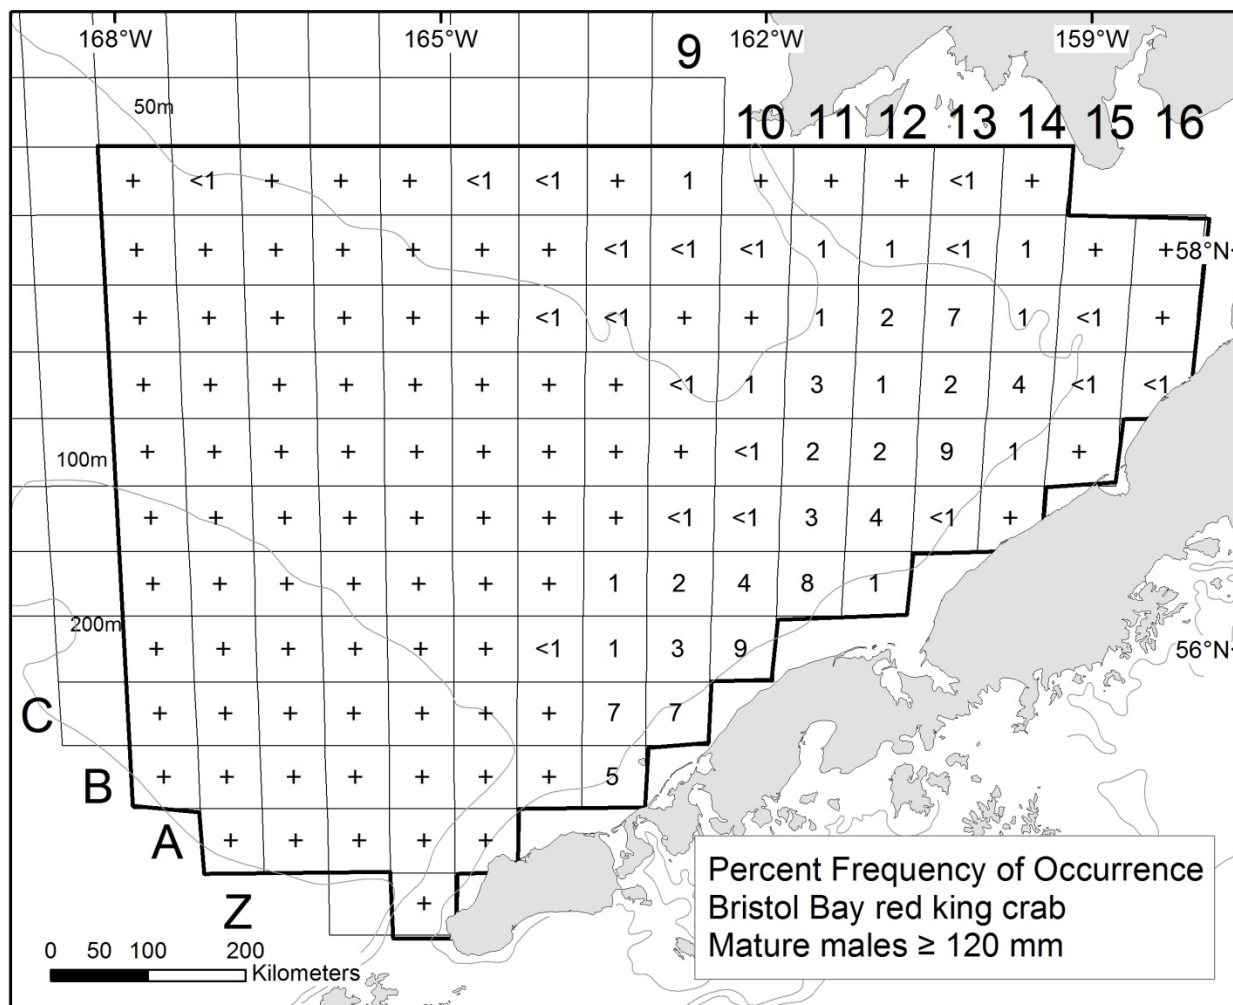 168°W 165°W 162°W 159°W
9
50m
10 11 12 13 14 15 16
+ <1 + + + <1 <1 + 1 + + + <1 +
+ + + + + + + <1 <1 <1 1 1 <1 1 + + 58°N
+ + + + + + <1 <1 + + 1 2 7 1 <1 +
+ + + + + + + + <1 1 3 1 2 4 <1 <1
+ + + + + + + + + <1 2 2 9 1 +
100m
+ + + + + + + + <1 <1 3 4 <1 +
+ + + + + + + 1 2 4 8 1
200m
+ + + + + + <1 1 3 9 56°N
C + + + + + + + 7 7
B + + + + + + + 5
A + + + + +
Z +
Percent Frequency of Occurrence
Bristol Bay red king crab
Mature males ≥ 120 mm
0 50 100 200
Kilometers